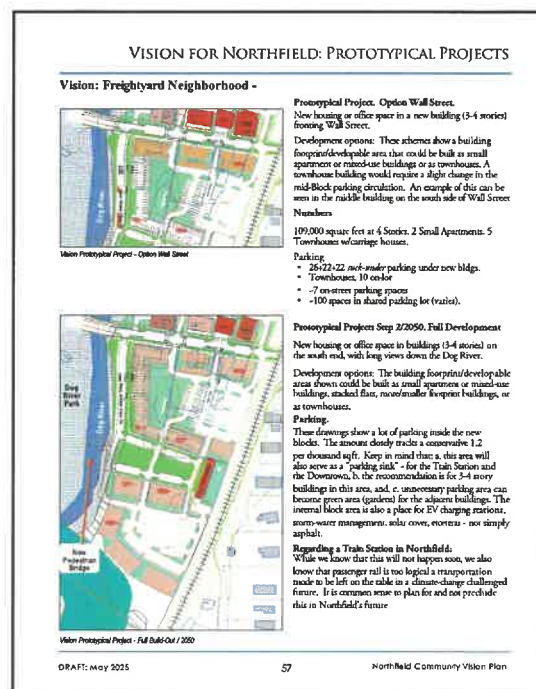 VISION FOR NORTHFIELD: PROTOTYPICAL PROJECTS
Vision: Freightyard Neighborhood -
Prototypical Project. Option Wall Street.
New housing or office space in a new building (3-4 stories)
fronting Wall Street.
Development options: These schemes show a building
footprint/developable area that could be built as small
apartment or mixed-use buildings or as townhouses. A
townhouse building would require a slight change in the
mid-Block parking circulation. An example of this can be
seen in the middle building on the south side of Wall Street
Numbers
109,000 square feet at 4 Stories. 2 Small Apartments. 5
Townhouses w/carriage houses.
Parking
• 26+22+22 tuck-under parking under new bldgs.
• Townhouses, 10 on-lot
• ~7 on-street parking spaces
• ~100 spaces in shared parking lot (varies).
Vision Prototypical Project - Option Wall Street
Prototypical Project: Step 2/2050. Full Development
New housing or office space in buildings (3-4 stories) on
the south end, with long views down the Dog River.
Development options: The building footprint/developable
areas shown could be built as small apartment or mixed-use
buildings, stacked flats, more/smaller footprint buildings, or
as townhouses.
Parking.
These drawings show a lot of parking inside the new
blocks. The amount closely tracks a conservative 1.2
per thousand sqft. Keep in mind that: a, this area will
also serve as a "parking sink" - for the Train Station and
the Downtown, b. the recommendation is for 3-4 story
buildings in this area, and, c. unnecessary parking area can
become green area (gardens) for the adjacent buildings. The
internal block area is also a place for EV charging stations,
storm-water management, solar cover, etcetera - not simply
asphalt.
Regarding a Train Station in Northfield:
While we know that this will not happen soon, we also
know that passenger rail is too logical a transportation
mode to be left on the table in a climate-change challenged
future. It is common sense to plan for and not preclude
this in Northfield's future
Dog River
Dog
River
Park
Dog River
New
Pedestrian
Bridge
Vision Prototypical Project - Full Build-Out / 2050
DRAFT: May 2025
57
Northfield Community Vision Plan